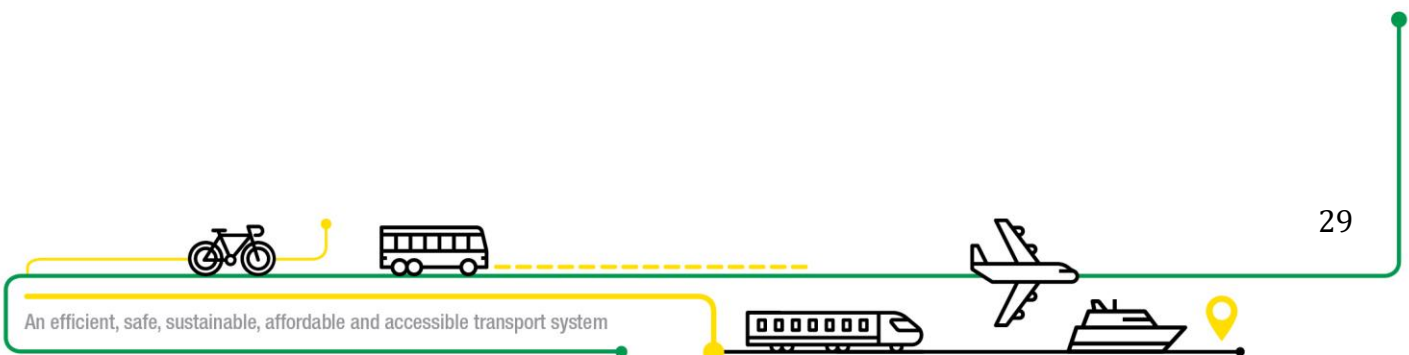 29
An efficient, safe, sustainable, affordable and accessible transport system